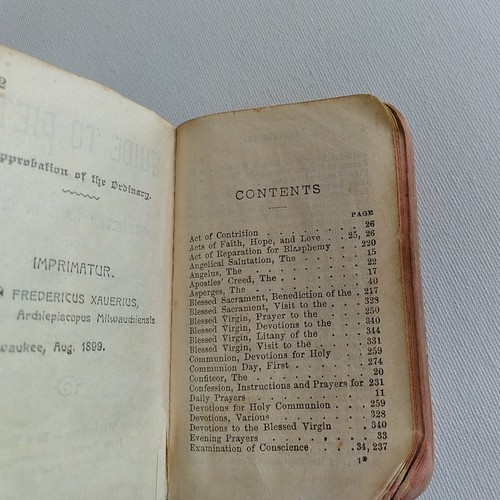 2
pprobation of the Ordinary.
IMPRIMATUR.
FREDERICUS XAVERIUS,
Archiepiscopus Milwauchiensis
waukee, Aug. 1899.
CONTENTS
PAGE
Act of Contrition . . . . . . . . 26
Acts of Faith, Hope, and Love . . . 25, 26
Act of Reparation for Blasphemy . . . 220
Angelical Salutation, The . . . . . 15
Angelus, The . . . . . . . . 22
Apostles' Creed, The . . . . . . 17
Asperges, The . . . . . . . . 40
Blessed Sacrament, Benediction of the . 217
Blessed Sacrament, Visit to the . . . 328
Blessed Virgin, Prayer to the . . . 250
Blessed Virgin, Devotions to the . . 340
Blessed Virgin, Litany of the . . . 344
Blessed Virgin, Visit to the . . . . 331
Communion, Devotions for Holy . . . 259
Communion Day, First . . . . . . 274
Confiteor, The . . . . . . . . 20
Confession, Instructions and Prayers for 231
Daily Prayers . . . . . . . . 11
Devotions for Holy Communion . . . 259
Devotions, Various . . . . . . 328
Devotions to the Blessed Virgin . . 340
Evening Prayers . . . . . . . 33
Examination of Conscience . . . . 34, 237
1*